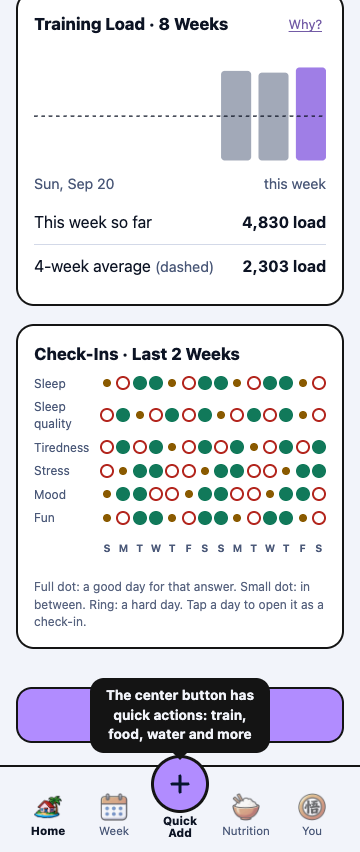 Training Load · 8 Weeks
Why?
Sun, Sep 20
this week
This week so far
4,830 load
4-week average (dashed)
2,303 load
Check-Ins · Last 2 Weeks
Sleep
Sleep
quality
Tiredness
Stress
Mood
Fun
S M T W T F S S M T W T F S
Full dot: a good day for that answer. Small dot: in
between. Ring: a hard day. Tap a day to open it as a
check-in.
The center button has
quick actions: train,
food, water and more
+
Home
Week
Quick
Add
Nutrition
You
悟